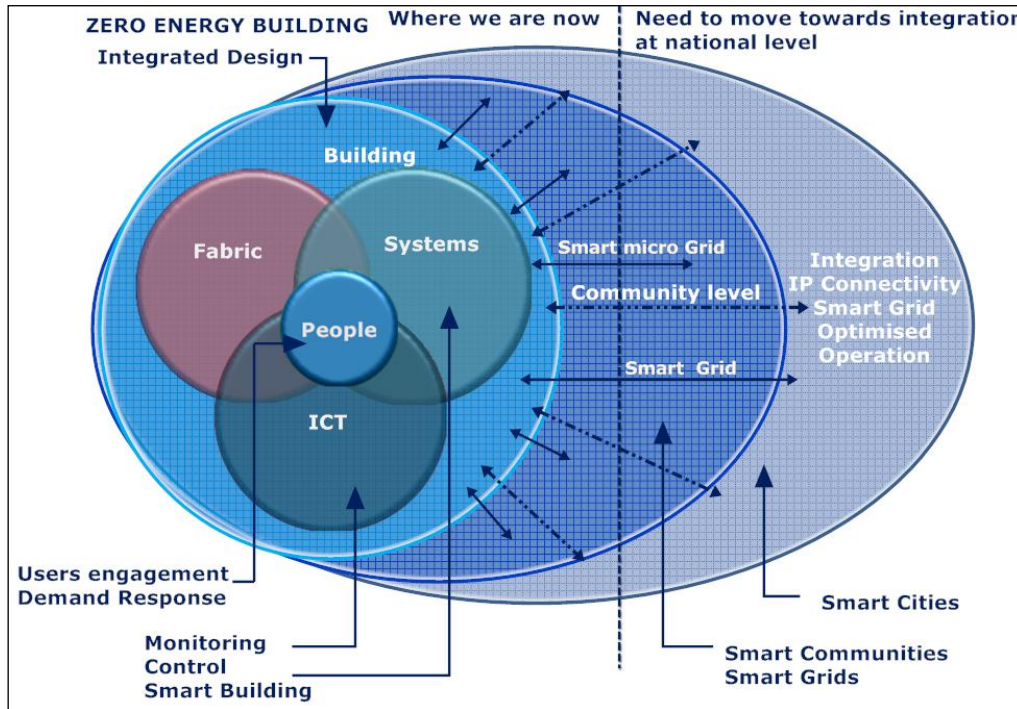 ZERO ENERGY BUILDING
Integrated Design
Where we are now
Need to move towards integration
at national level
Building
Fabric
Systems
People
ICT
Smart micro Grid
Community level
Smart Grid
Integration
IP Connectivity
Smart Grid
Optimised
Operation
Users engagement
Demand Response
Monitoring
Control
Smart Building
Smart Cities
Smart Communities
Smart Grids